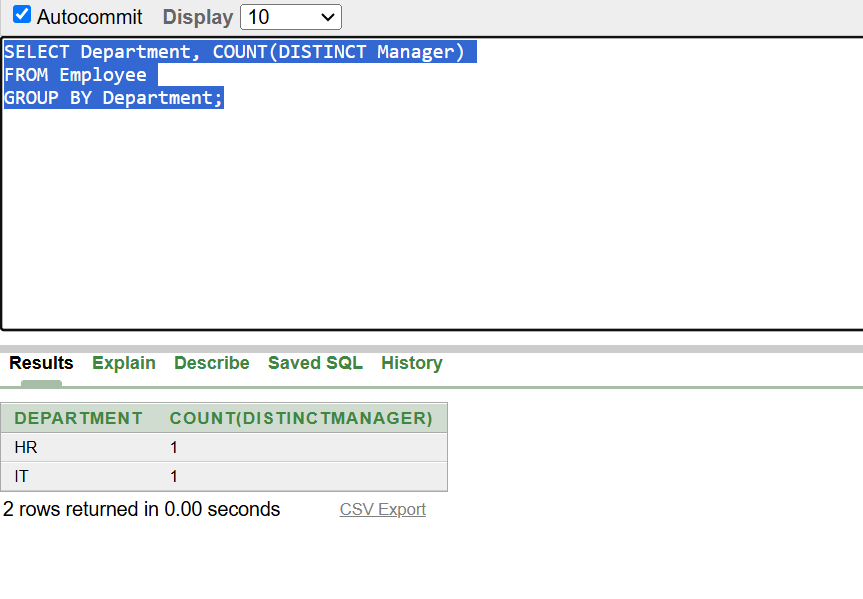 Autocommit Display 10
SELECT Department, COUNT(DISTINCT Manager)
FROM Employee
GROUP BY Department;
Results Explain Describe Saved SQL History
DEPARTMENT COUNT(DISTINCTMANAGER)
HR 1
IT 1
2 rows returned in 0.00 seconds CSV Export